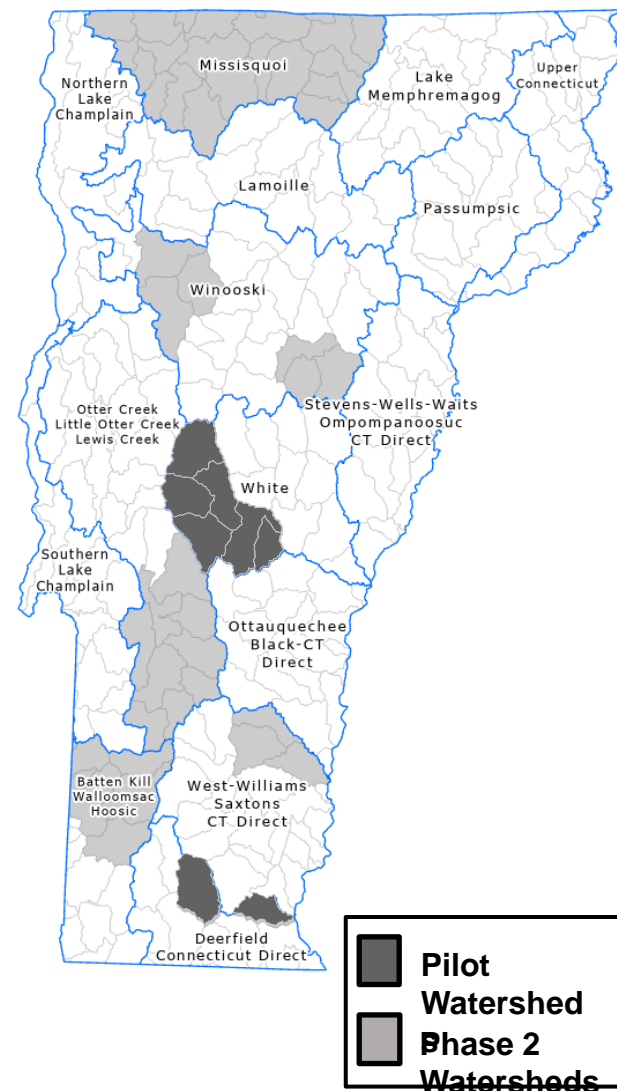 Missisquoi
Northern
Lake
Champlain
Lake
Memphremagog
Upper
Connecticut
Lamoille
Passumpsic
Winooski
Otter Creek
Little Otter Creek
Lewis Creek
Stevens-Wells-Waits
Ompompanoosuc
CT Direct
White
Southern
Lake
Champlain
Ottauquechee
Black-CT
Direct
Batten Kill
Walloomsac
Hoosic
West-Williams
Saxtons
CT Direct
Deerfield
Connecticut Direct
Pilot
Watershed
s
Phase 2
Watersheds